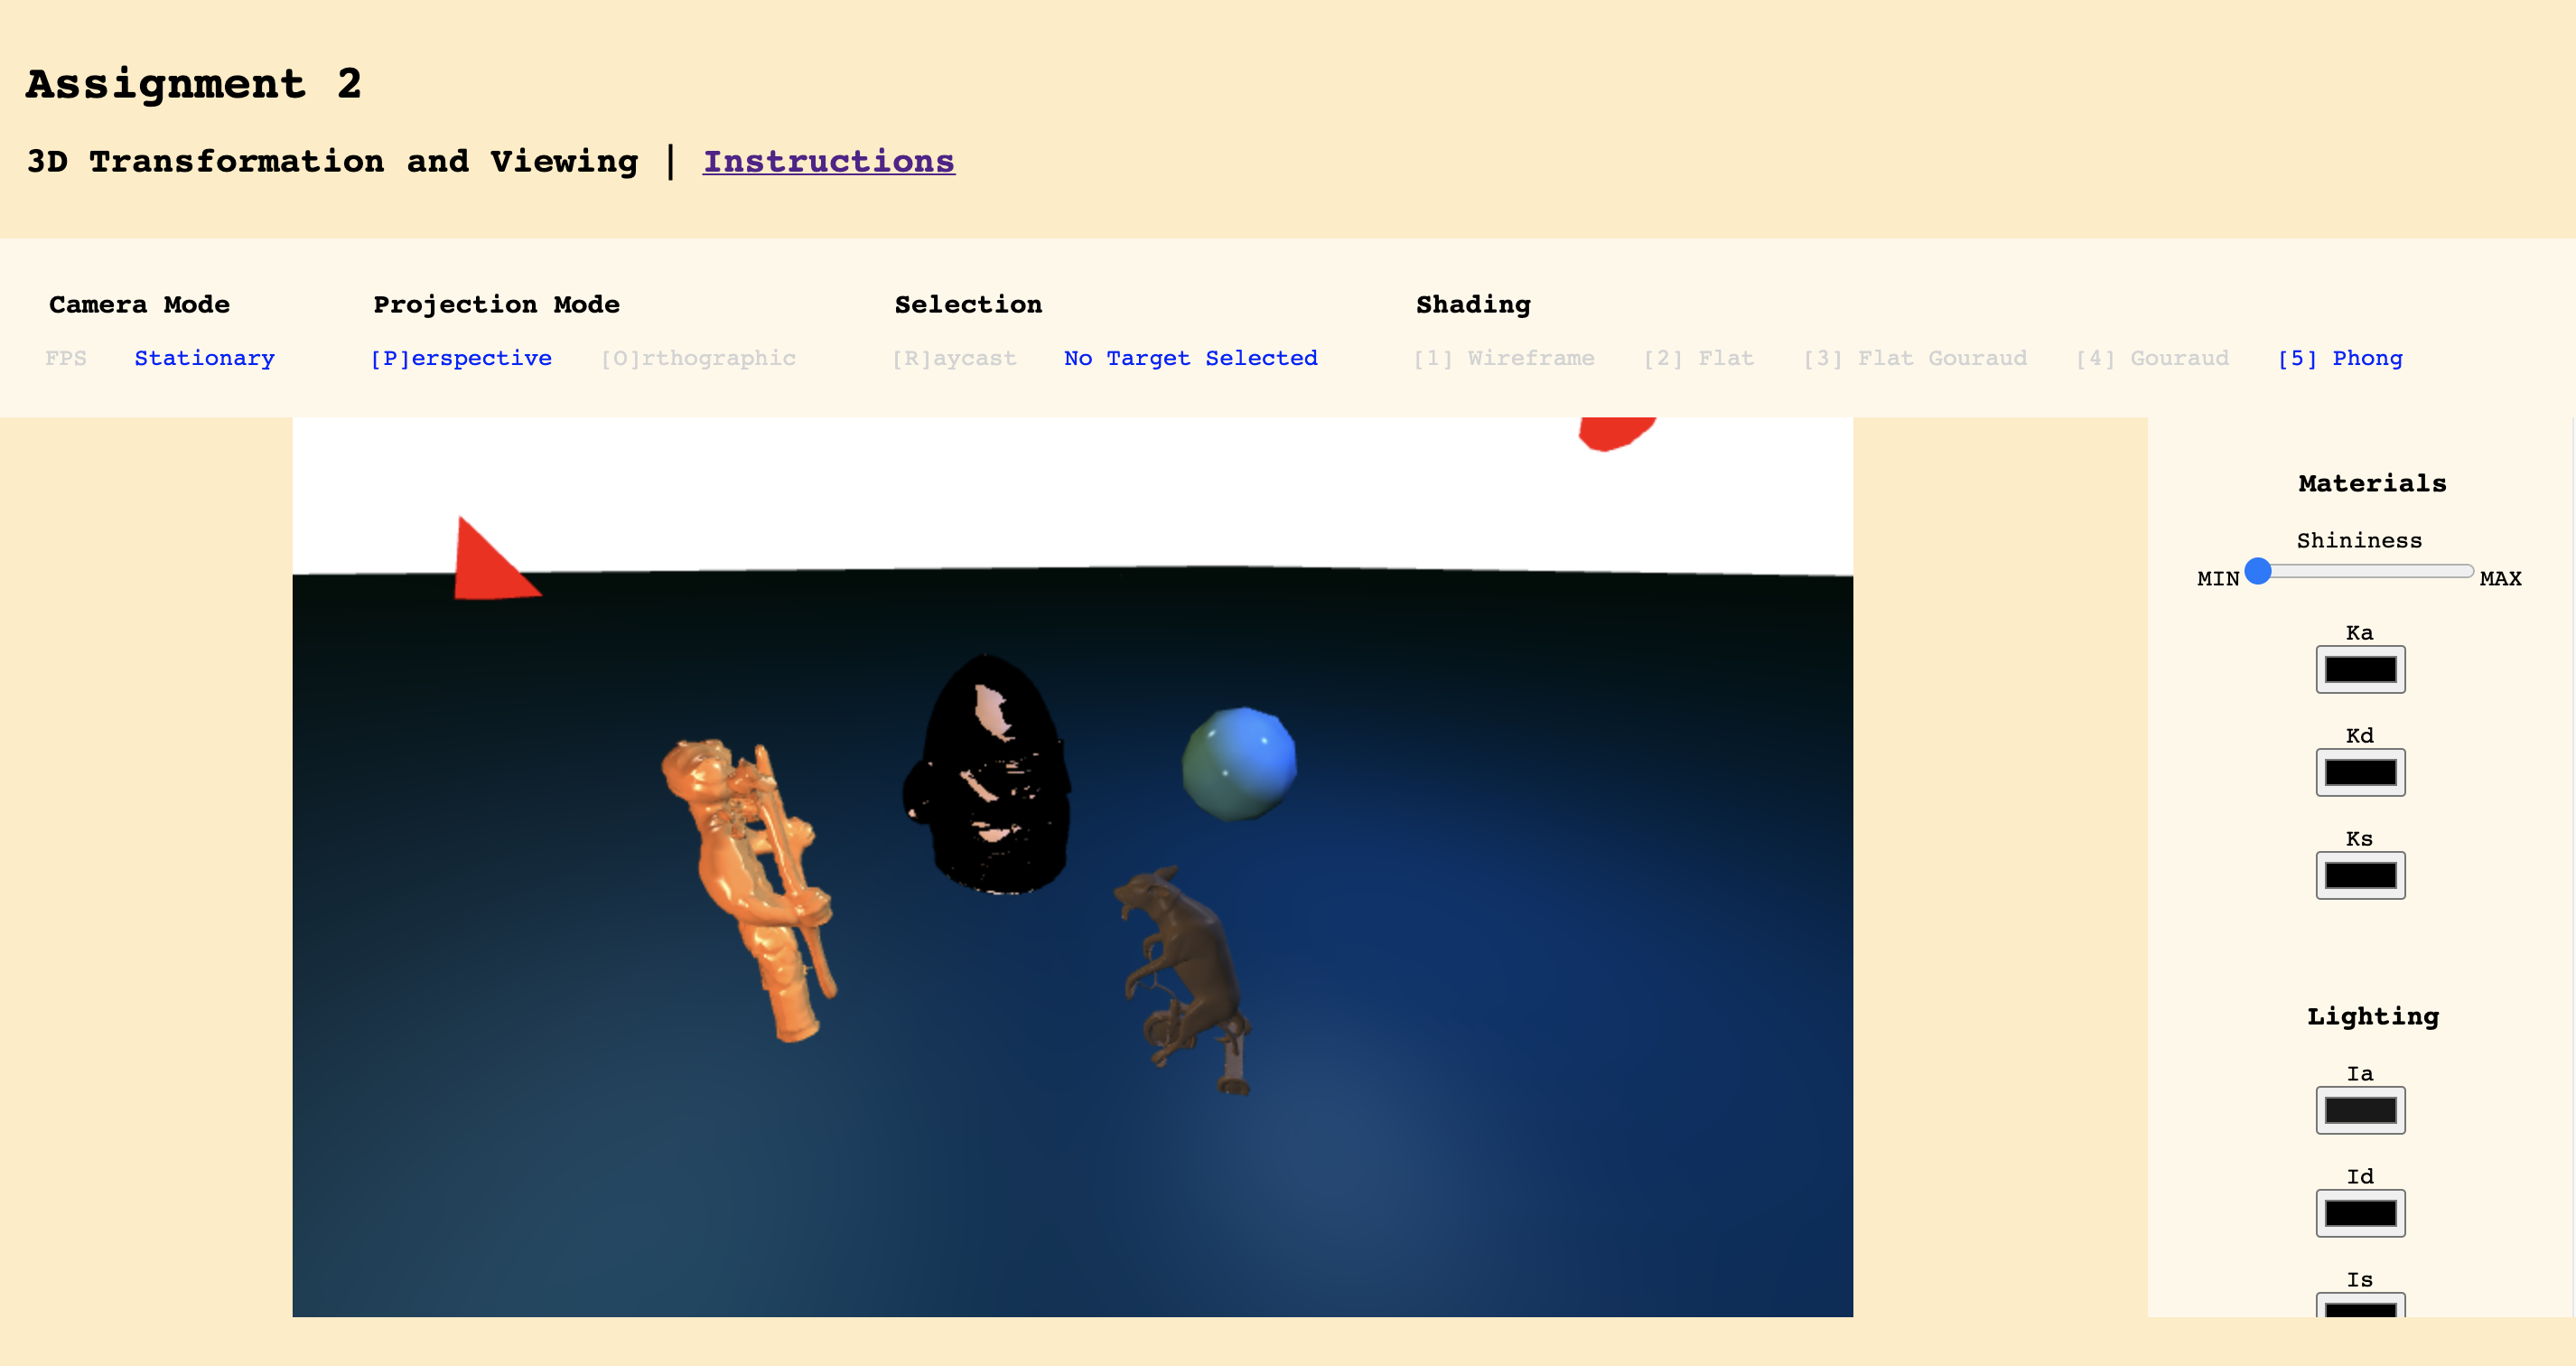 Assignment 2
3D Transformation and Viewing | Instructions
Camera Mode Projection Mode Selection Shading
FPS Stationary [P]erspective [O]rthographic [R]aycast No Target Selected [1] Wireframe [2] Flat [3] Flat Gouraud [4] Gouraud [5] Phong
Materials
Shininess
MIN MAX
Ka
Kd
Ks
Lighting
Ia
Id
Is